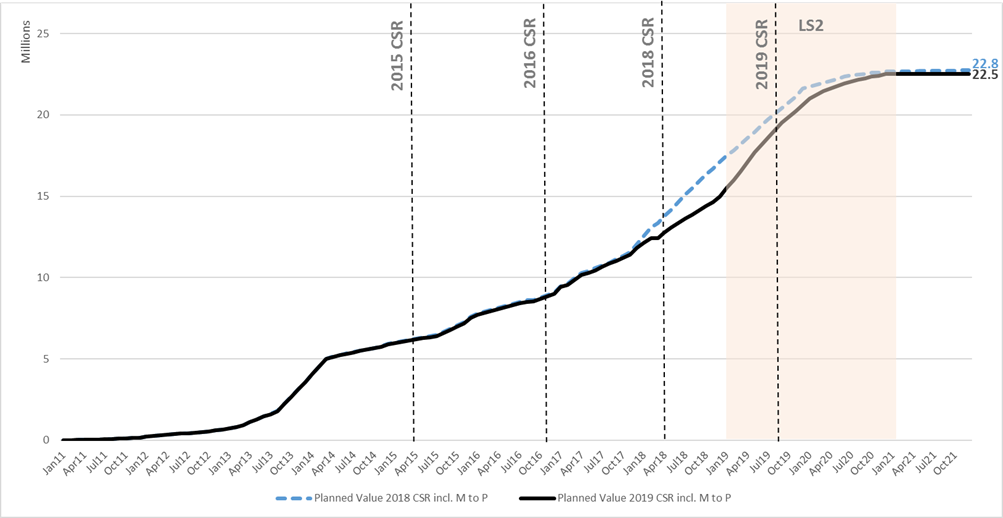 Millions
25
20
15
10
5
0
2015 CSR
2016 CSR
2018 CSR
2019 CSR
LS2
22.8
22.5
Jan11
Apr11
Jul11
Oct11
Jan12
Apr12
Jul12
Oct12
Jan13
Apr13
Jul13
Oct13
Jan14
Apr14
Jul14
Oct14
Jan15
Apr15
Jul15
Oct15
Jan16
Apr16
Jul16
Oct16
Jan17
Apr17
Jul17
Oct17
Jan18
Apr18
Jul18
Oct18
Jan19
Apr19
Jul19
Oct19
Jan20
Apr20
Jul20
Oct20
Jan21
Apr21
Jul21
Oct21
Planned Value 2018 CSR incl. M to P
Planned Value 2019 CSR incl. M to P